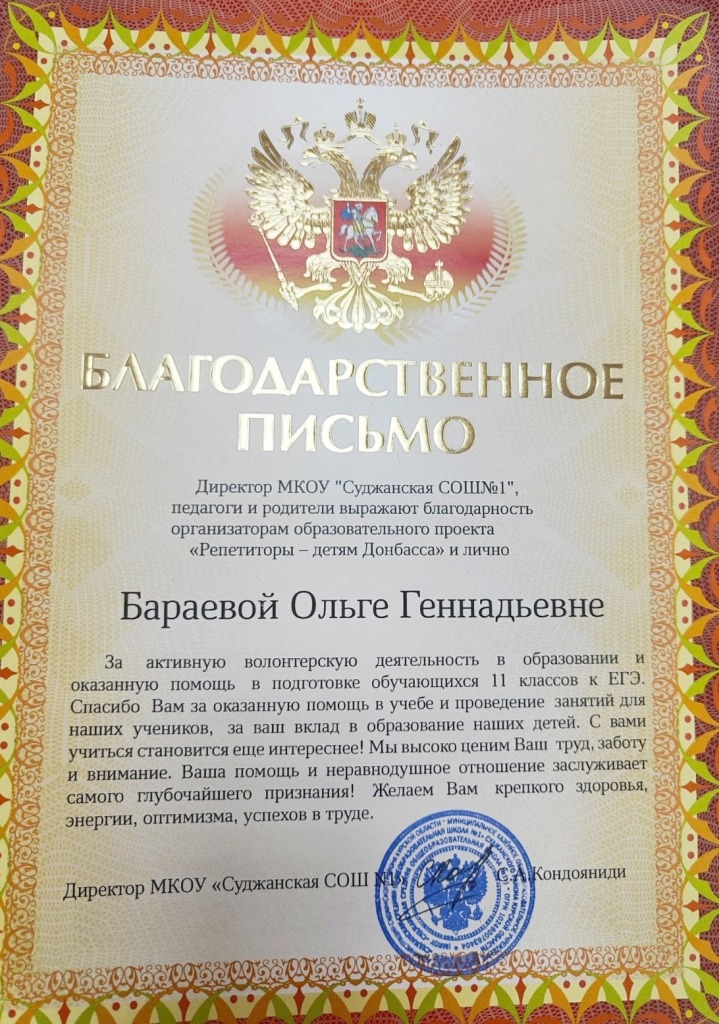 БЛАГОДАРСТВЕННОЕ
ПИСЬМО
Директор МКОУ "Суджанская СОШ№1",
педагоги и родители выражают благодарность
организаторам образовательного проекта
«Репетиторы – детям Донбасса» и лично
Бараевой Ольге Геннадьевне
За активную волонтерскую деятельность в образовании и
оказанную помощь в подготовке обучающихся 11 классов к ЕГЭ.
Спасибо Вам за оказанную помощь в учебе и проведение занятий для
наших учеников, за ваш вклад в образование наших детей. С вами
учиться становится еще интереснее! Мы высоко ценим Ваш труд, заботу
и внимание. Ваша помощь и неравнодушное отношение заслуживает
самого глубочайшего признания! Желаем Вам крепкого здоровья,
энергии, оптимизма, успехов в труде.
Директор МКОУ «Суджанская СОШ №1» С.А.Кондояниди